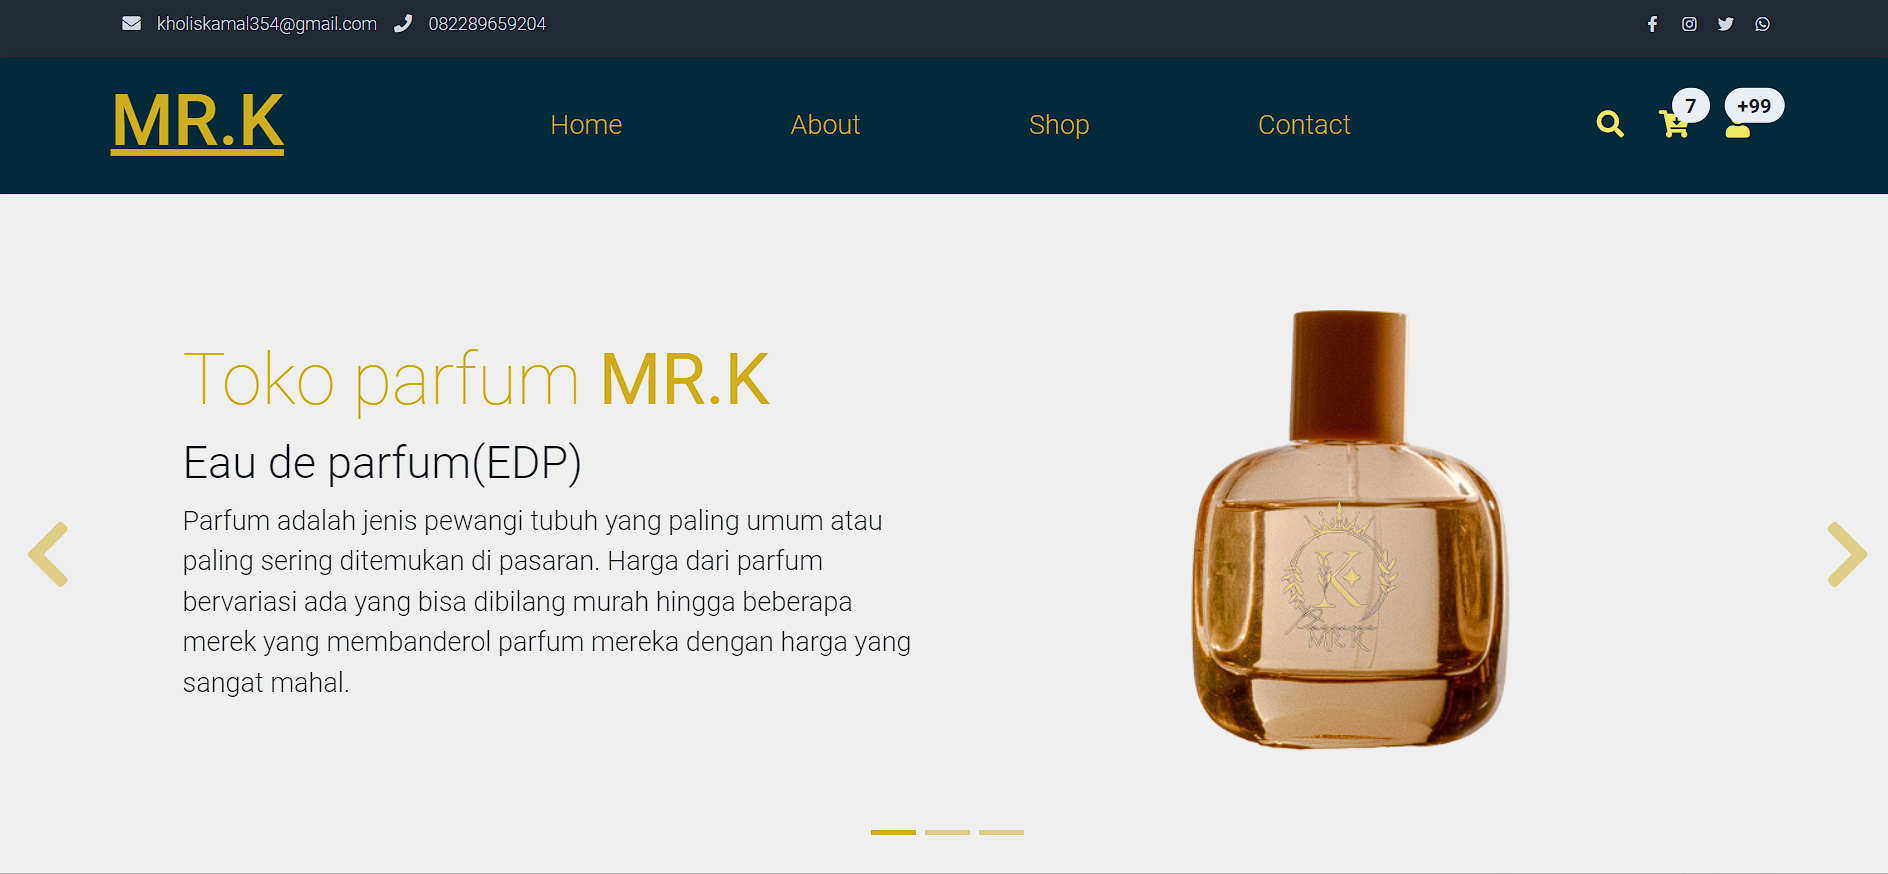 kholiskamal354@gmail.com 082289659204
MR.K
Home About Shop Contact
7 +99
Toko parfum MR.K
Eau de parfum(EDP)
Parfum adalah jenis pewangi tubuh yang paling umum atau
paling sering ditemukan di pasaran. Harga dari parfum
bervariasi ada yang bisa dibilang murah hingga beberapa
merek yang membanderol parfum mereka dengan harga yang
sangat mahal.
K
MR. K